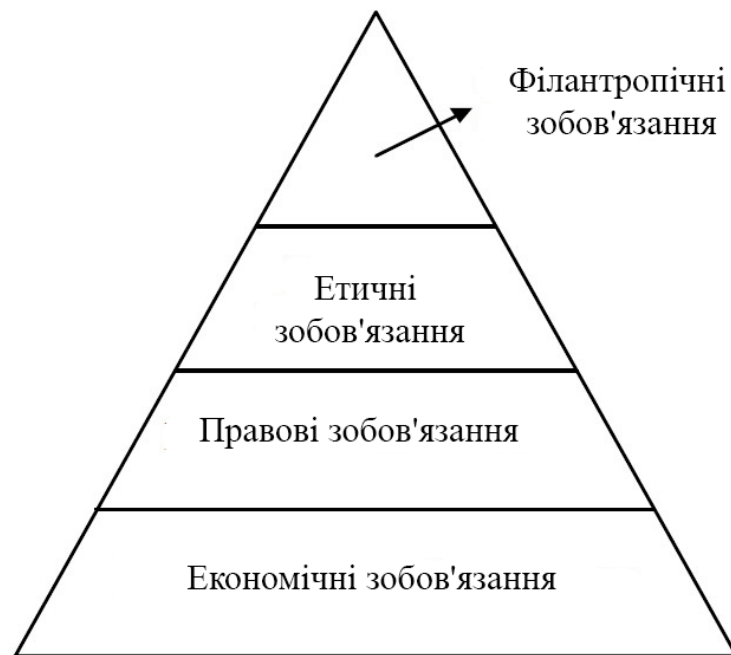 Філантропічні
зобов'язання
Етичні
зобов'язання
Правові зобов'язання
Економічні зобов'язання